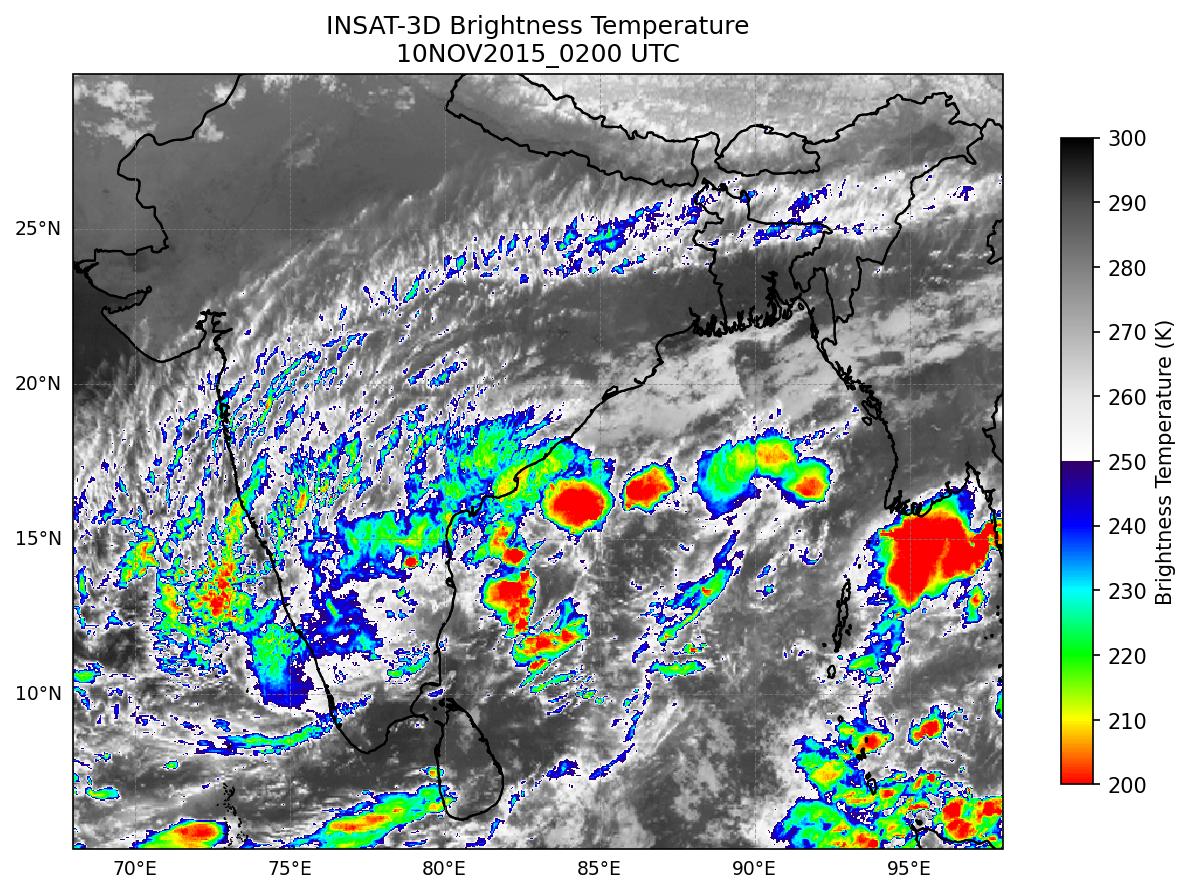 INSAT-3D Brightness Temperature
10NOV2015_0200 UTC
25°N
20°N
15°N
10°N
70°E
75°E
80°E
85°E
90°E
95°E
300
290
280
270
260
250
240
230
220
210
200
Brightness Temperature (K)